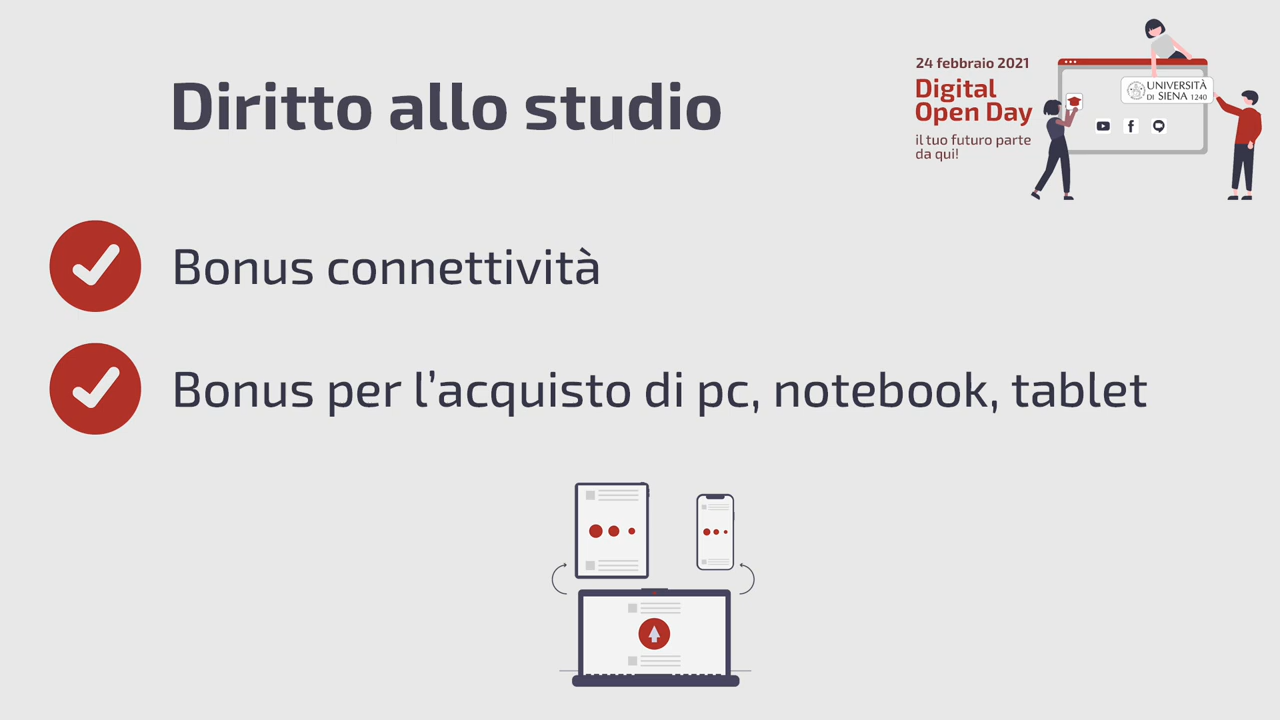 Diritto allo studio
24 febbraio 2021
Digital
Open Day
il tuo futuro parte
da qui!
UNIVERSITÀ
DI SIENA 1240
Bonus connettività
Bonus per l’acquisto di pc, notebook, tablet